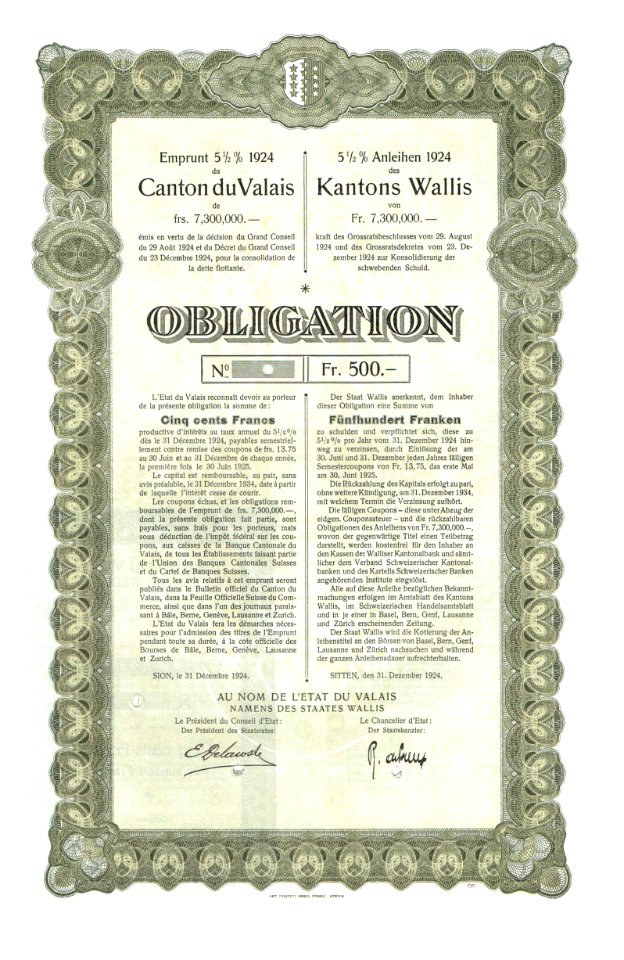 Emprunt 5 ½ % 1924
du
Canton du Valais
de
frs. 7,300,000. —
émis en vertu de la décision du Grand Conseil
du 29 Août 1924 et du Décret du Grand Conseil
du 23 Décembre 1924, pour la consolidation de
la dette flottante.
5 ½ % Anleihen 1924
des
Kantons Wallis
von
Fr. 7,300,000. —
kraft des Grossratsbeschlusses vom 29. August
1924 und des Grossratsdekretes vom 23. De-
zember 1924 zur Konsolidierung der
schwebenden Schuld.
*
OBLIGATION
No
Fr. 500.–
L'Etat du Valais reconnaît devoir au porteur
de la présente obligation la somme de :
Cinq cents Francs
productive d'intérêts au taux annuel du 5½ %
dès le 31 Décembre 1924, payables semestriel-
lement contre remise des coupons de frs. 13.75
au 30 Juin et au 31 Décembre de chaque année,
la première fois le 30 Juin 1925.
Le capital est remboursable, au pair, sans
avis préalable, le 31 Décembre 1934, date à partir
de laquelle l'intérêt cesse de courir.
Les coupons échus, et les obligations rem-
boursables de l'emprunt de frs. 7,300,000.—,
dont la présente obligation fait partie, sont
payables, sans frais pour les porteurs, mais
sous déduction de l'impôt fédéral sur les cou-
pons, aux caisses de la Banque Cantonale du
Valais, de tous les Établissements faisant partie
de l'Union des Banques Cantonales Suisses
et du Cartel de Banques Suisses.
Tous les avis relatifs à cet emprunt seront
publiés dans le Bulletin officiel du Canton du
Valais, dans la Feuille Officielle Suisse du Com-
merce, ainsi que dans l'un des journaux parais-
sant à Bâle, Berne, Genève, Lausanne et Zurich.
L'Etat du Valais fera les démarches néces-
saires pour l'admission des titres de l'Emprunt
pendant toute sa durée, à la cote officielle des
Bourses de Bâle, Berne, Genève, Lausanne
et Zurich.
SION, le 31 Décembre 1924.
Der Staat Wallis anerkennt, dem Inhaber
dieser Obligation eine Summe von
Fünfhundert Franken
zu schulden und verpflichtet sich, diese zu
5½ % pro Jahr vom 31. Dezember 1924 hin-
weg zu verzinsen, durch Einlösung der am
30. Juni und 31. Dezember jeden Jahres fälligen
Semestercoupons von Fr. 13.75, das erste Mal
am 30. Juni 1925.
Die Rückzahlung des Kapitals erfolgt zu pari,
ohne weitere Kündigung, am 31. Dezember 1934,
mit welchem Termin die Verzinsung aufhört.
Die fälligen Coupons – diese unter Abzug der
eidgen. Couponssteuer – und die rückzahlbaren
Obligationen des Anleihens von Fr. 7,300,000.—,
wovon der gegenwärtige Titel einen Teilbetrag
darstellt, werden kostenfrei für den Inhaber an
den Kassen der Walliser Kantonalbank und sämt-
licher dem Verband Schweizerischer Kantonal-
banken und des Kartells Schweizerischer Banken
angehörenden Institute eingelöst.
Alle auf diese Anleihe bezüglichen Bekannt-
machungen erfolgen im Amtsblatt des Kantons
Wallis, im Schweizerischen Handelsamtsblatt
und in je einer in Basel, Bern, Genf, Lausanne
und Zürich erscheinenden Zeitung.
Der Staat Wallis wird die Kotierung der An-
leihenstitel an den Börsen von Basel, Bern, Genf,
Lausanne und Zürich nachsuchen und während
der ganzen Anleihensdauer aufrechterhalten.
SITTEN, den 31. Dezember 1924.
AU NOM DE L'ETAT DU VALAIS
NAMENS DES STAATES WALLIS
Le Président du Conseil d'Etat :
Der Präsident des Staatsrates:
Le Chancelier d'Etat :
Der Staatskanzler:
ART. INSTITUT ORELL FÜSSLI ZÜRICH